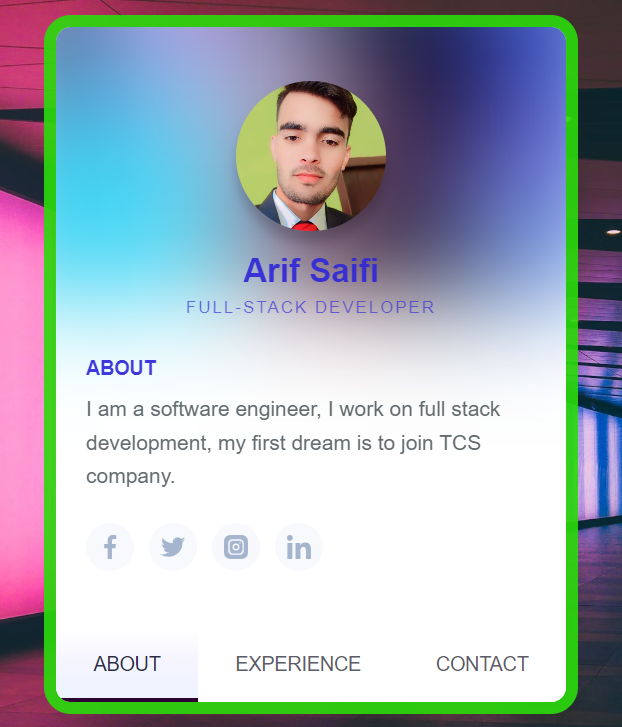 Arif Saifi
FULL-STACK DEVELOPER
ABOUT
I am a software engineer, I work on full stack
development, my first dream is to join TCS
company.
ABOUT EXPERIENCE CONTACT